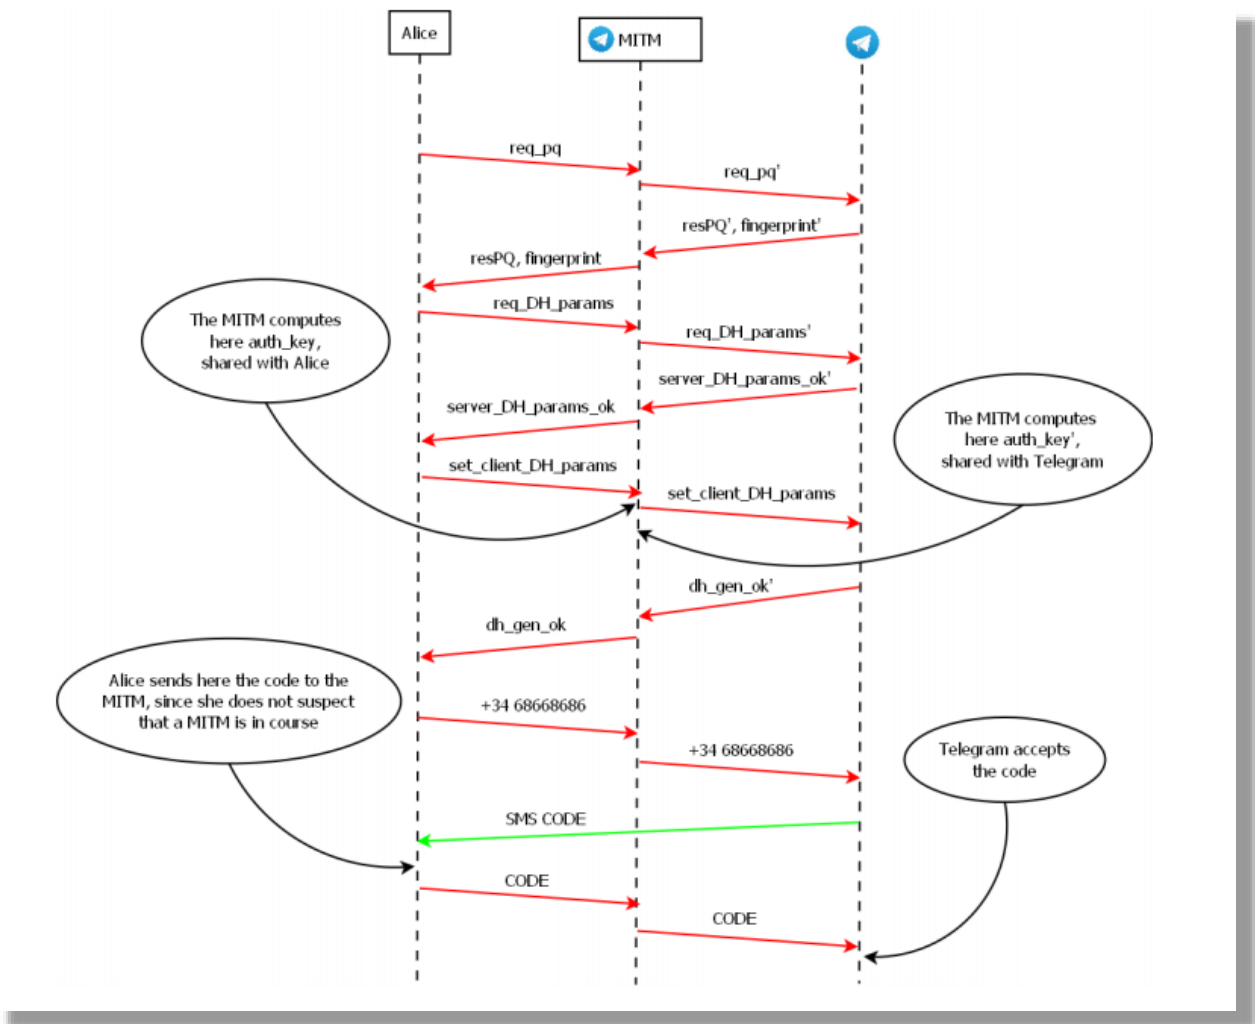 Alice
MITM
req_pq
req_pq'
resPQ', fingerprint'
resPQ, fingerprint
req_DH_params
The MITM computes
here auth_key,
shared with Alice
req_DH_params'
server_DH_params_ok'
server_DH_params_ok
The MITM computes
here auth_key',
shared with Telegram
set_client_DH_params
set_client_DH_params
dh_gen_ok'
dh_gen_ok
Alice sends here the code to the
MITM, since she does not suspect
that a MITM is in course
+34 68668686
+34 68668686
Telegram accepts
the code
SMS CODE
CODE
CODE